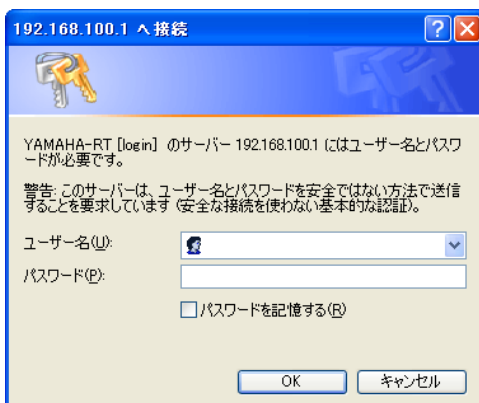 192.168.100.1 へ接続
YAMAHA-RT [login] のサーバー 192.168.100.1 にはユーザー名とパスワ
ードが必要です。
警告: このサーバーは、ユーザー名とパスワードを安全ではない方法で送信
することを要求しています (安全な接続を使わない基本的な認証)。
ユーザー名(U):
パスワード(P):
パスワードを記憶する(R)
OK キャンセル